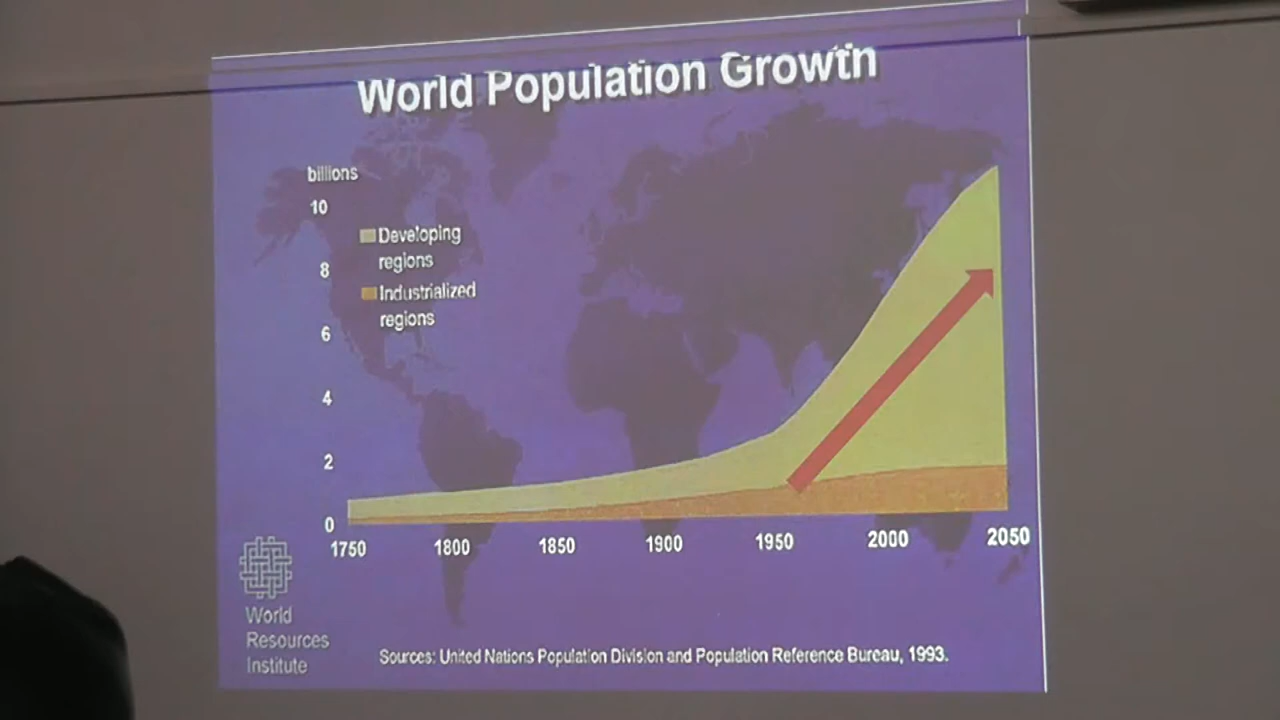 World Population Growth
billions
10
8
6
4
2
0
Developing
regions
Industrialized
regions
1750 1800 1850 1900 1950 2000 2050
World
Resources
Institute
Sources: United Nations Population Division and Population Reference Bureau, 1993.